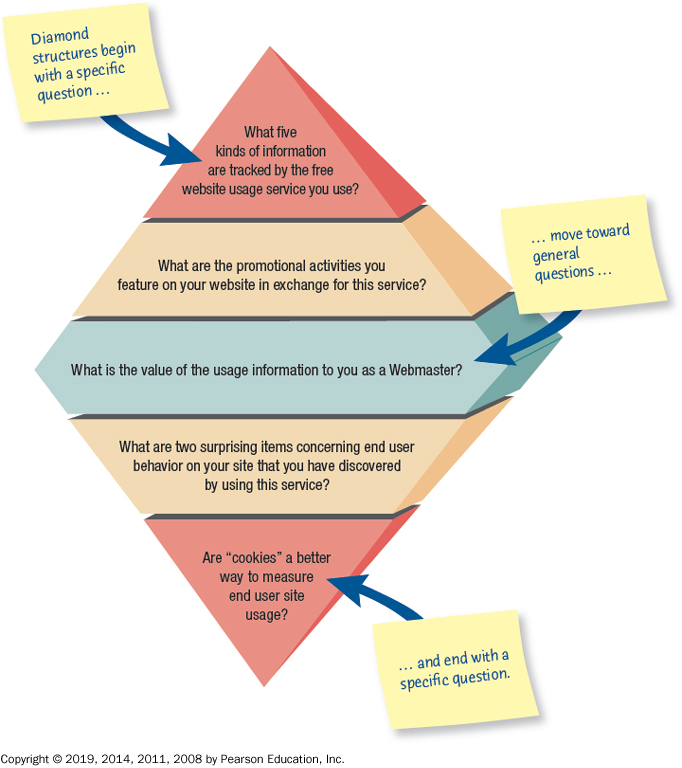 Diamond
structures begin
with a specific
question …
What five
kinds of information
are tracked by the free
website usage service you use?
… move toward
general
questions …
What are the promotional activities you
feature on your website in exchange for this service?
What is the value of the usage information to you as a Webmaster?
What are two surprising items concerning end user
behavior on your site that you have discovered
by using this service?
Are “cookies” a better
way to measure
end user site
usage?
… and end with a
specific question.
Copyright © 2019, 2014, 2011, 2008 by Pearson Education, Inc.